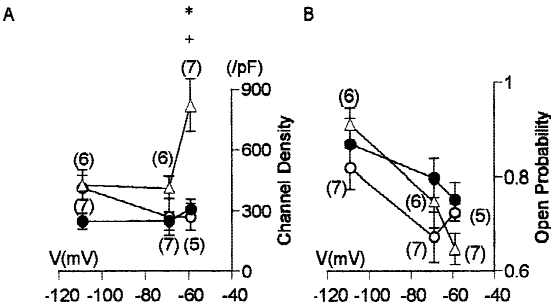 A
*
+
(7)
(/pF)
900
600
300
0
Channel Density
(6)
(6)
(7)
(7)
(5)
V(mV)
-120 -100 -80 -60 -40
B
1
0.8
0.6
Open Probability
(6)
(7)
(6)
(5)
(7)
(7)
V(mV)
-120 -100 -80 -60 -40